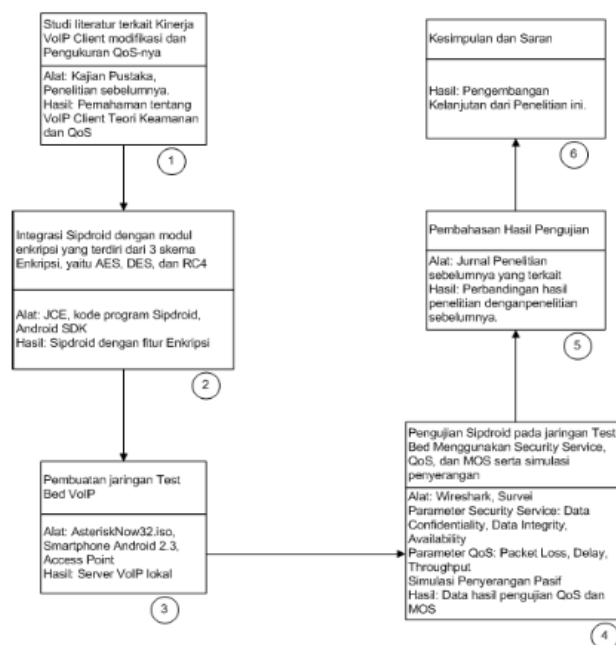 Studi literatur terkait Kinerja
VoIP Client modifikasi dan
Pengukuran QoS-nya
Alat: Kajian Pustaka,
Penelitian sebelumnya.
Hasil: Pemahaman tentang
VoIP Client Teori Keamanan
dan QoS
1
Integrasi Sipdroid dengan modul
enkripsi yang terdiri dari 3 skema
Enkripsi, yaitu AES, DES, dan RC4
Alat: JCE, kode program Sipdroid,
Android SDK
Hasil: Sipdroid dengan fitur Enkripsi
2
Pembuatan jaringan Test
Bed VoIP
Alat: AsteriskNow32.iso,
Smartphone Android 2.3,
Access Point
Hasil: Server VoIP lokal
3
Pengujian Sipdroid pada jaringan Test
Bed Menggunakan Security Service,
QoS, dan MOS serta simulasi
penyerangan
Alat: Wireshark, Survei
Parameter Security Service: Data
Confidentiality, Data Integrity,
Availability
Parameter QoS: Packet Loss, Delay,
Throughput
Simulasi Penyerangan Pasif
Hasil: Data hasil pengujian QoS dan
MOS
4
Pembahasan Hasil Pengujian
Alat: Jurnal Penelitian
sebelumnya yang terkait
Hasil: Perbandingan hasil
penelitian denganpenelitian
sebelumnya.
5
Kesimpulan dan Saran
Hasil: Pengembangan
Kelanjutan dari Penelitian ini.
6